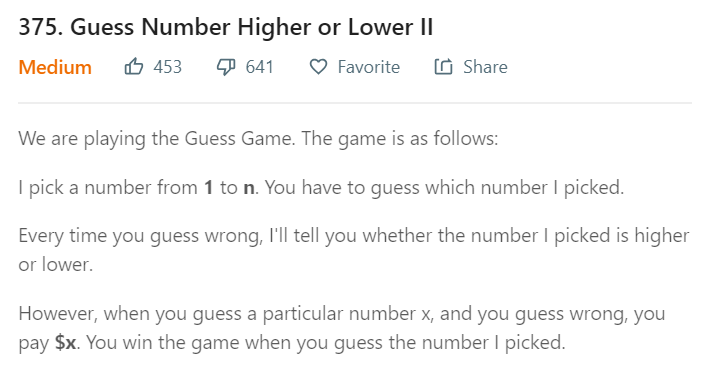 375. Guess Number Higher or Lower II
Medium 453 641 Favorite Share
We are playing the Guess Game. The game is as follows:
I pick a number from 1 to n. You have to guess which number I picked.
Every time you guess wrong, I'll tell you whether the number I picked is higher
or lower.
However, when you guess a particular number x, and you guess wrong, you
pay $x. You win the game when you guess the number I picked.